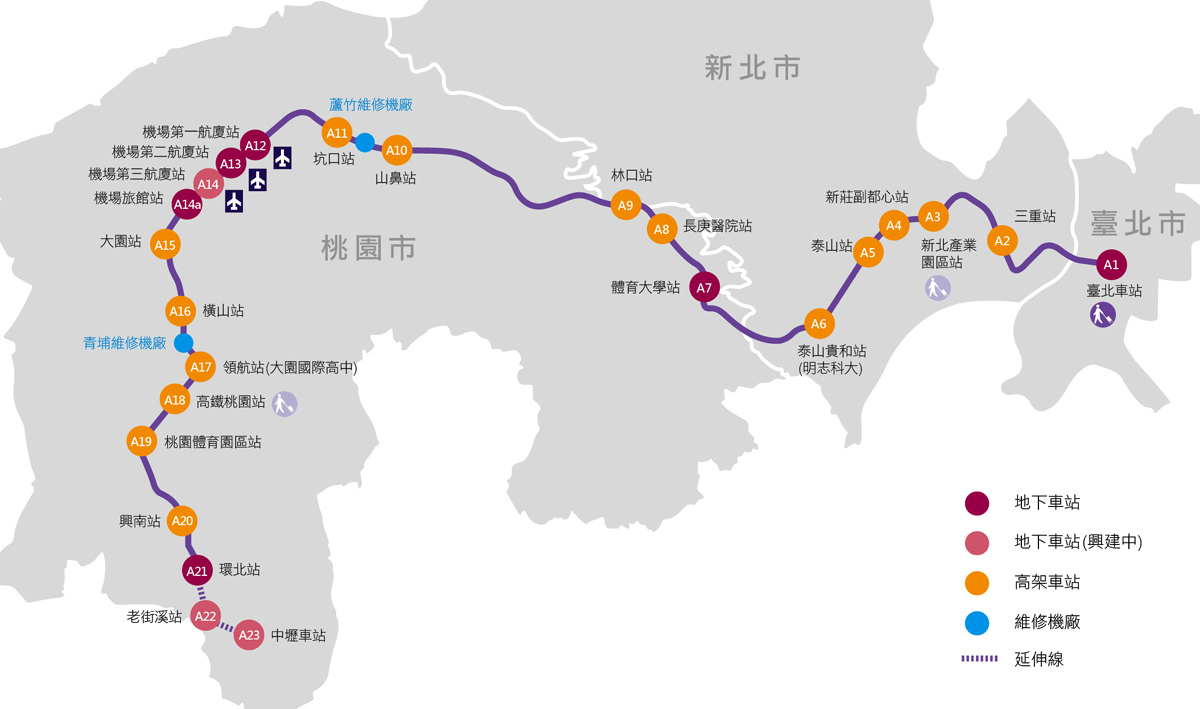 新北市
蘆竹維修機廠
機場第一航廈站
A12
A11
坑口站
A10
山鼻站
機場第二航廈站
A13
機場第三航廈站
A14
機場旅館站
A14a
林口站
A9
A8
長庚醫院站
新莊副都心站
A4
A3
三重站
A2
臺北市
大園站
A15
桃園市
泰山站
A5
新北產業
園區站
A1
臺北車站
體育大學站
A7
A16
橫山站
A6
泰山貴和站
(明志科大)
青埔維修機廠
A17
領航站(大園國際高中)
A18
高鐵桃園站
A19
桃園體育園區站
興南站
A20
A21
環北站
老街溪站
A22
A23
中壢車站
地下車站
地下車站(興建中)
高架車站
維修機廠
延伸線